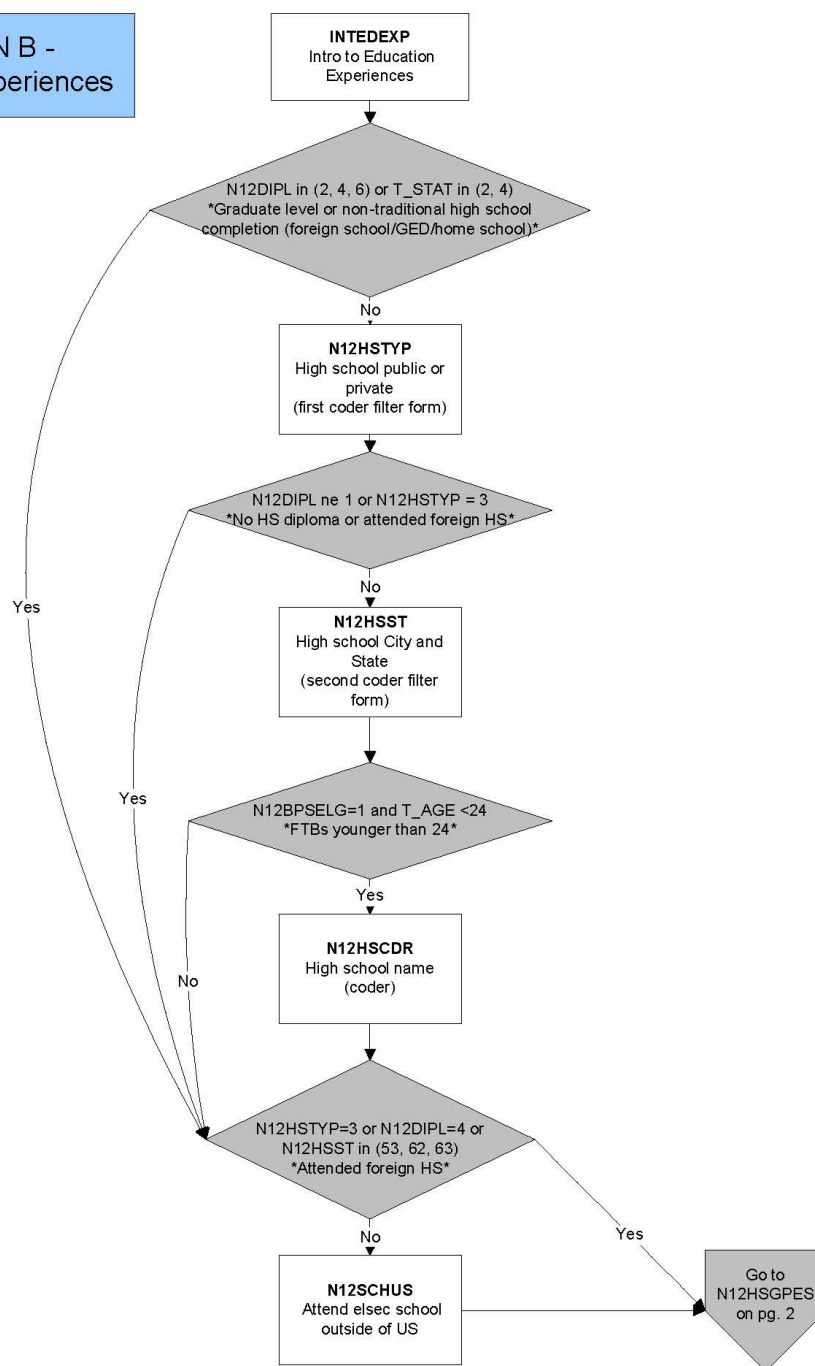 N B -
periences
INTEDEXP
Intro to Education
Experiences
N12DIPL in (2, 4, 6) or T_STAT in (2, 4)
*Graduate level or non-traditional high school
completion (foreign school/GED/home school)*
No
N12HSTYP
High school public or
private
(first coder filter form)
N12DIPL ne 1 or N12HSTYP = 3
*No HS diploma or attended foreign HS*
No
Yes
N12HSST
High school City and
State
(second coder filter
form)
Yes
N12BPSELG=1 and T_AGE <24
*FTBs younger than 24*
Yes
N12HSCDR
High school name
(coder)
No
N12HSTYP=3 or N12DIPL=4 or
N12HSST in (53, 62, 63)
*Attended foreign HS*
No
Yes
N12SCHUS
Attend elsec school
outside of US
Go to
N12HSGPES
on pg. 2